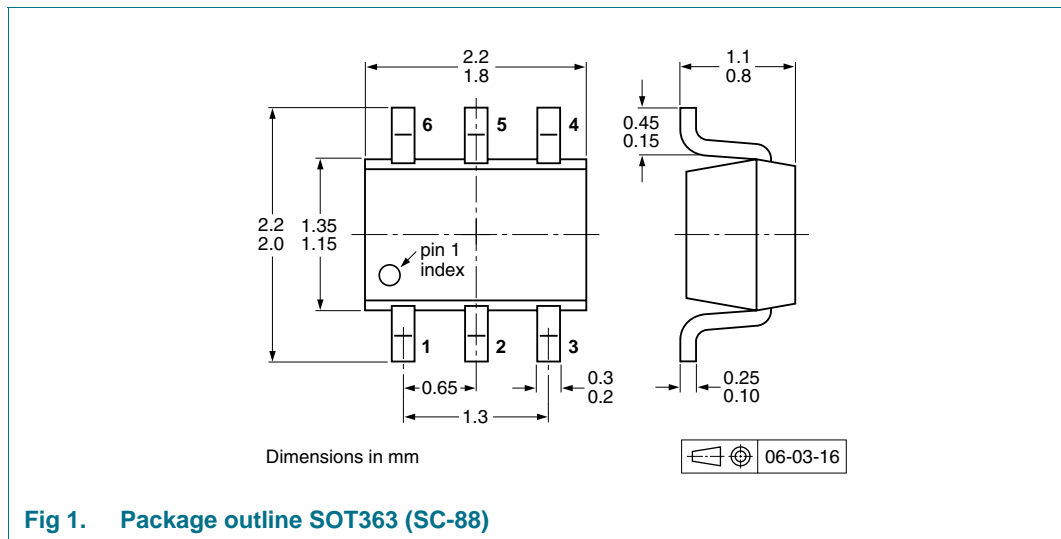 2.2
1.8
1.1
0.8
6 5 4
0.45
0.15
2.2
2.0
1.35
1.15
pin 1
index
1 2 3
0.65
0.3
0.2
0.25
0.10
1.3
Dimensions in mm
06-03-16
Fig 1. Package outline SOT363 (SC-88)